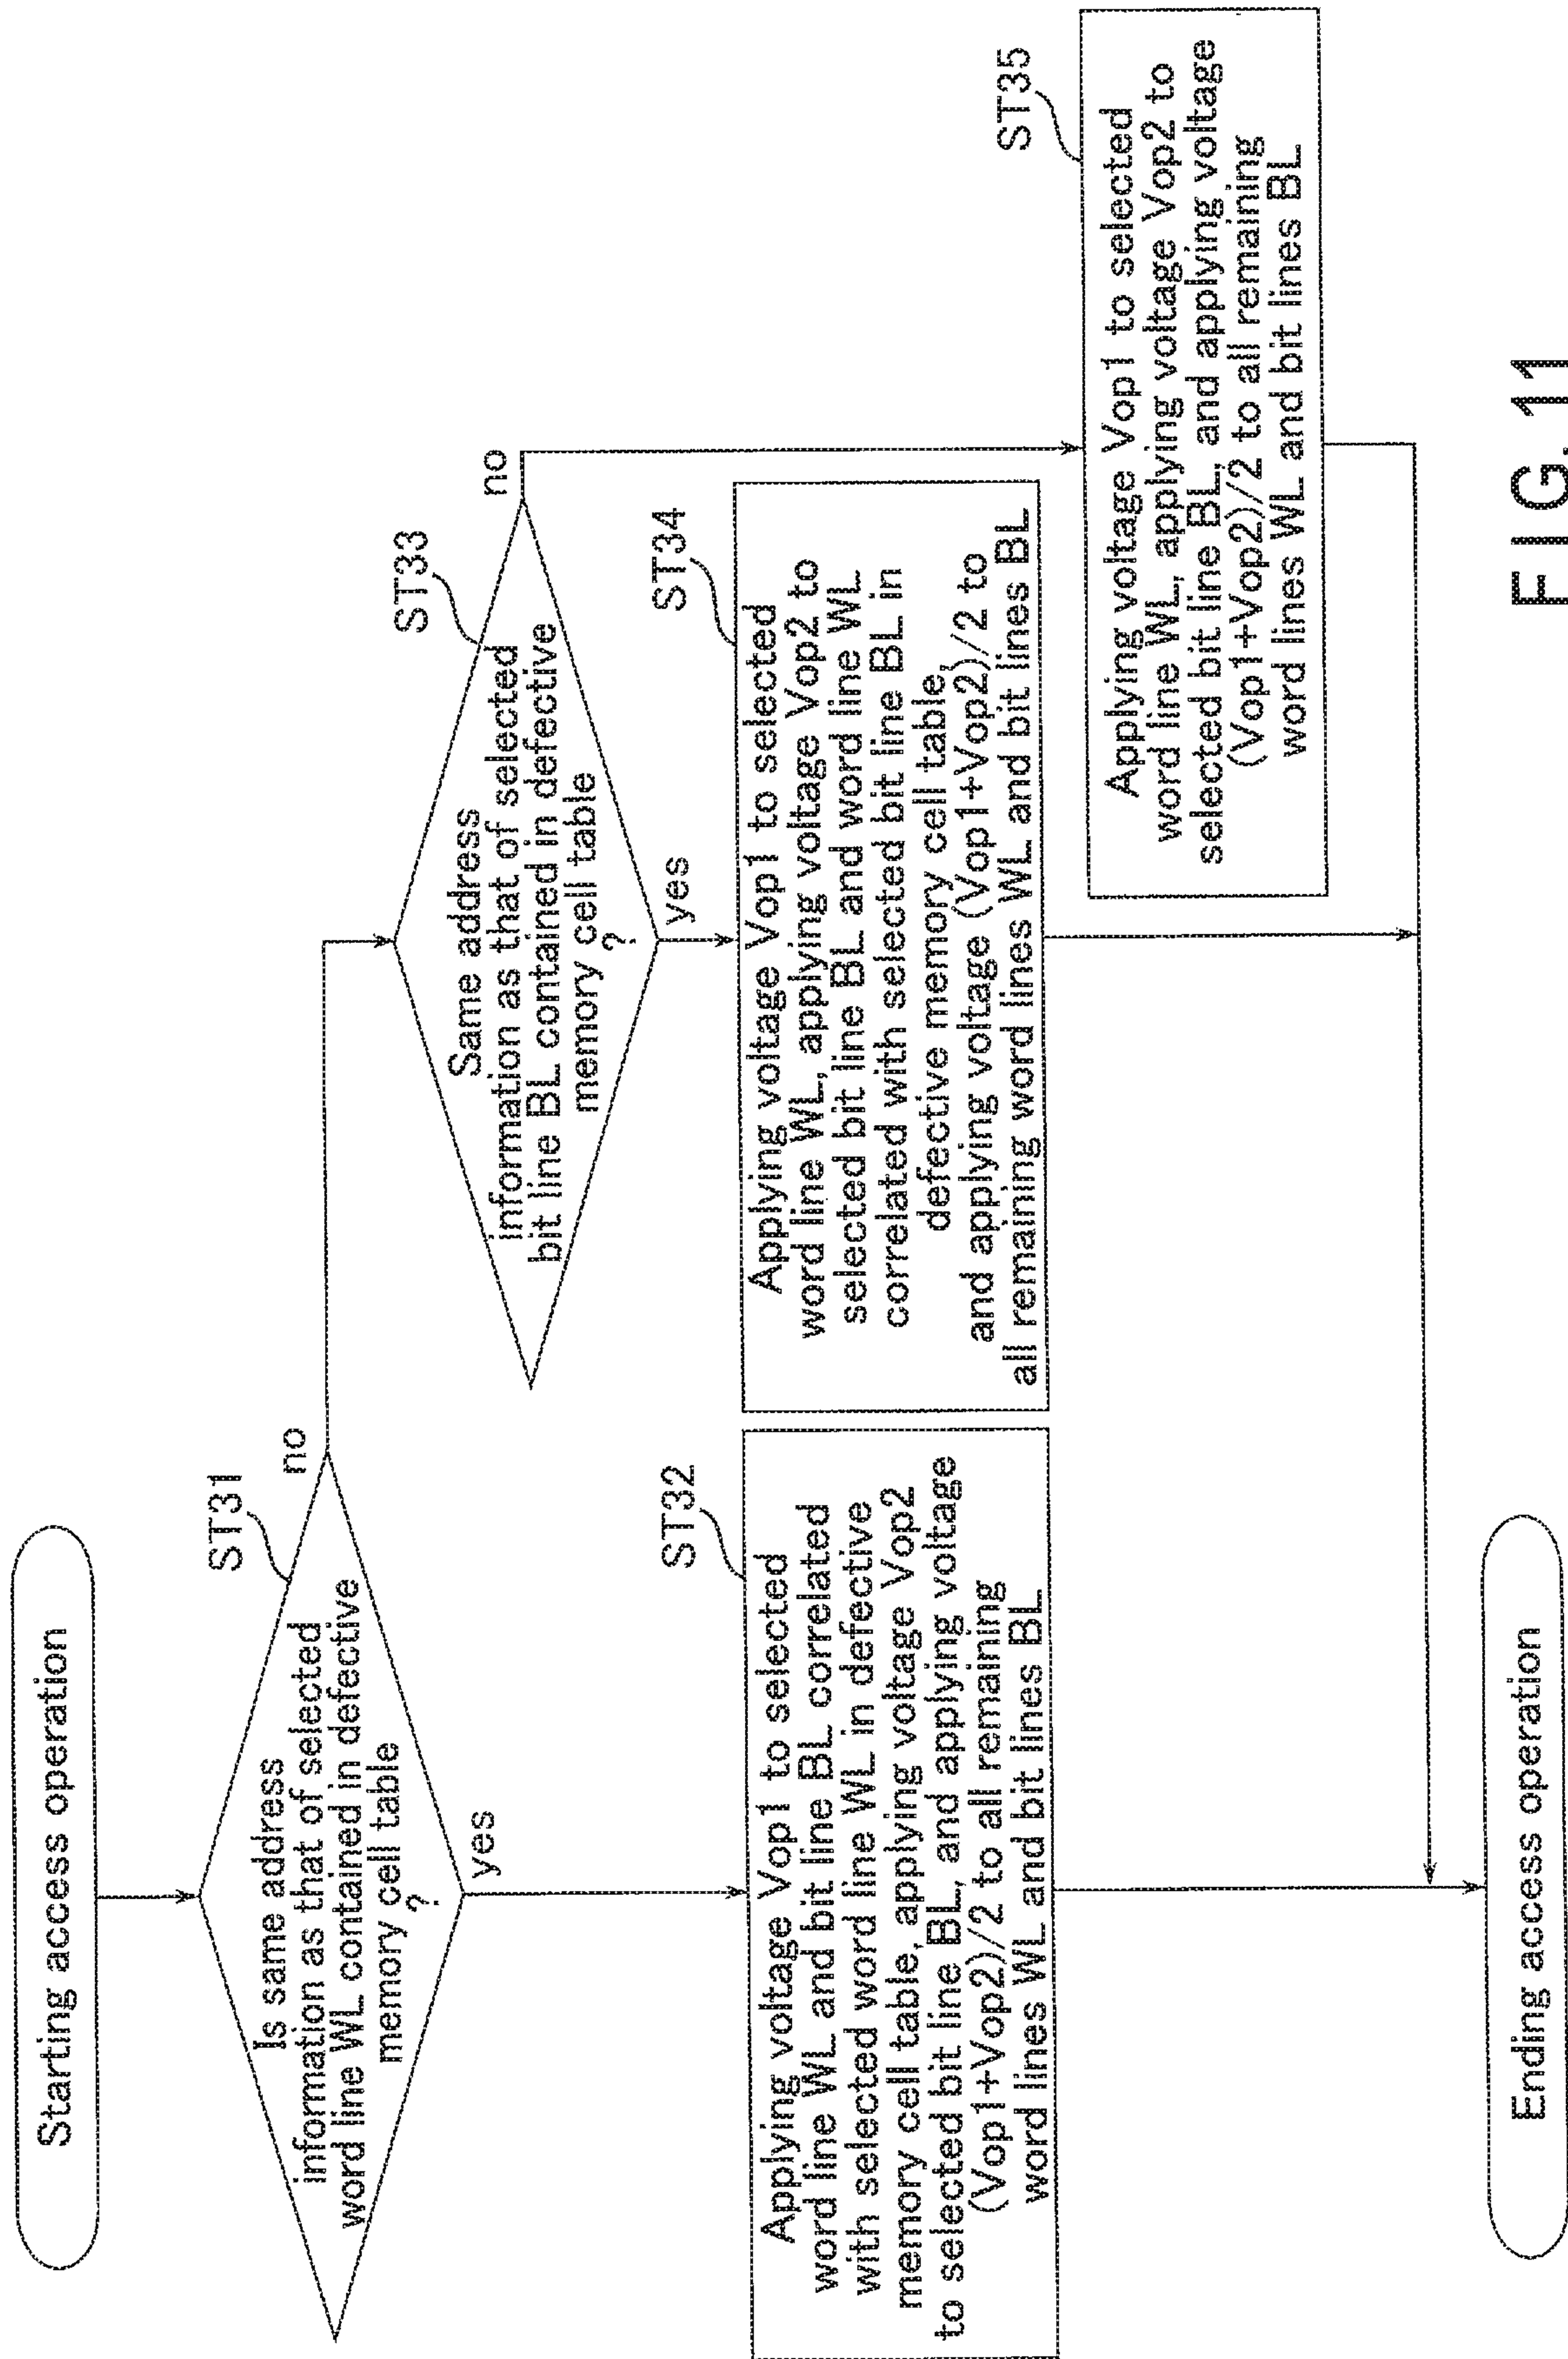 Starting access operation
ST31
Is same address
information as that of selected
word line WL contained in defective
memory cell table
?
no
yes
ST33
Same address
information as that of selected
bit line BL contained in defective
memory cell table
?
no
yes
ST32
Applying voltage Vop1 to selected
word line WL and bit line BL correlated
with selected word line WL in defective
memory cell table, applying voltage Vop2
to selected bit line BL, and applying voltage
(Vop1+Vop2)/2 to all remaining
word lines WL and bit lines BL
ST34
Applying voltage Vop1 to selected
word line WL, applying voltage Vop2 to
selected bit line BL and word line WL
correlated with selected bit line BL in
defective memory cell table,
and applying voltage (Vop1+Vop2)/2 to
all remaining word lines WL and bit lines BL
ST35
Applying voltage Vop1 to selected
word line WL, applying voltage Vop2 to
selected bit line BL, and applying voltage
(Vop1+Vop2)/2 to all remaining
word lines WL and bit lines BL
Ending access operation
FIG. 11